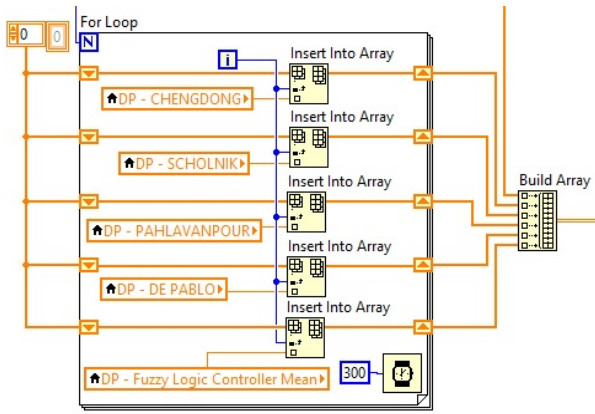 For Loop
0
0
N
i
Insert Into Array
DP - CHENGDONG
Insert Into Array
DP - SCHOLNIK
Insert Into Array
Build Array
DP - PAHLAVANPOUR
Insert Into Array
DP - DE PABLO
Insert Into Array
DP - Fuzzy Logic Controller Mean
300